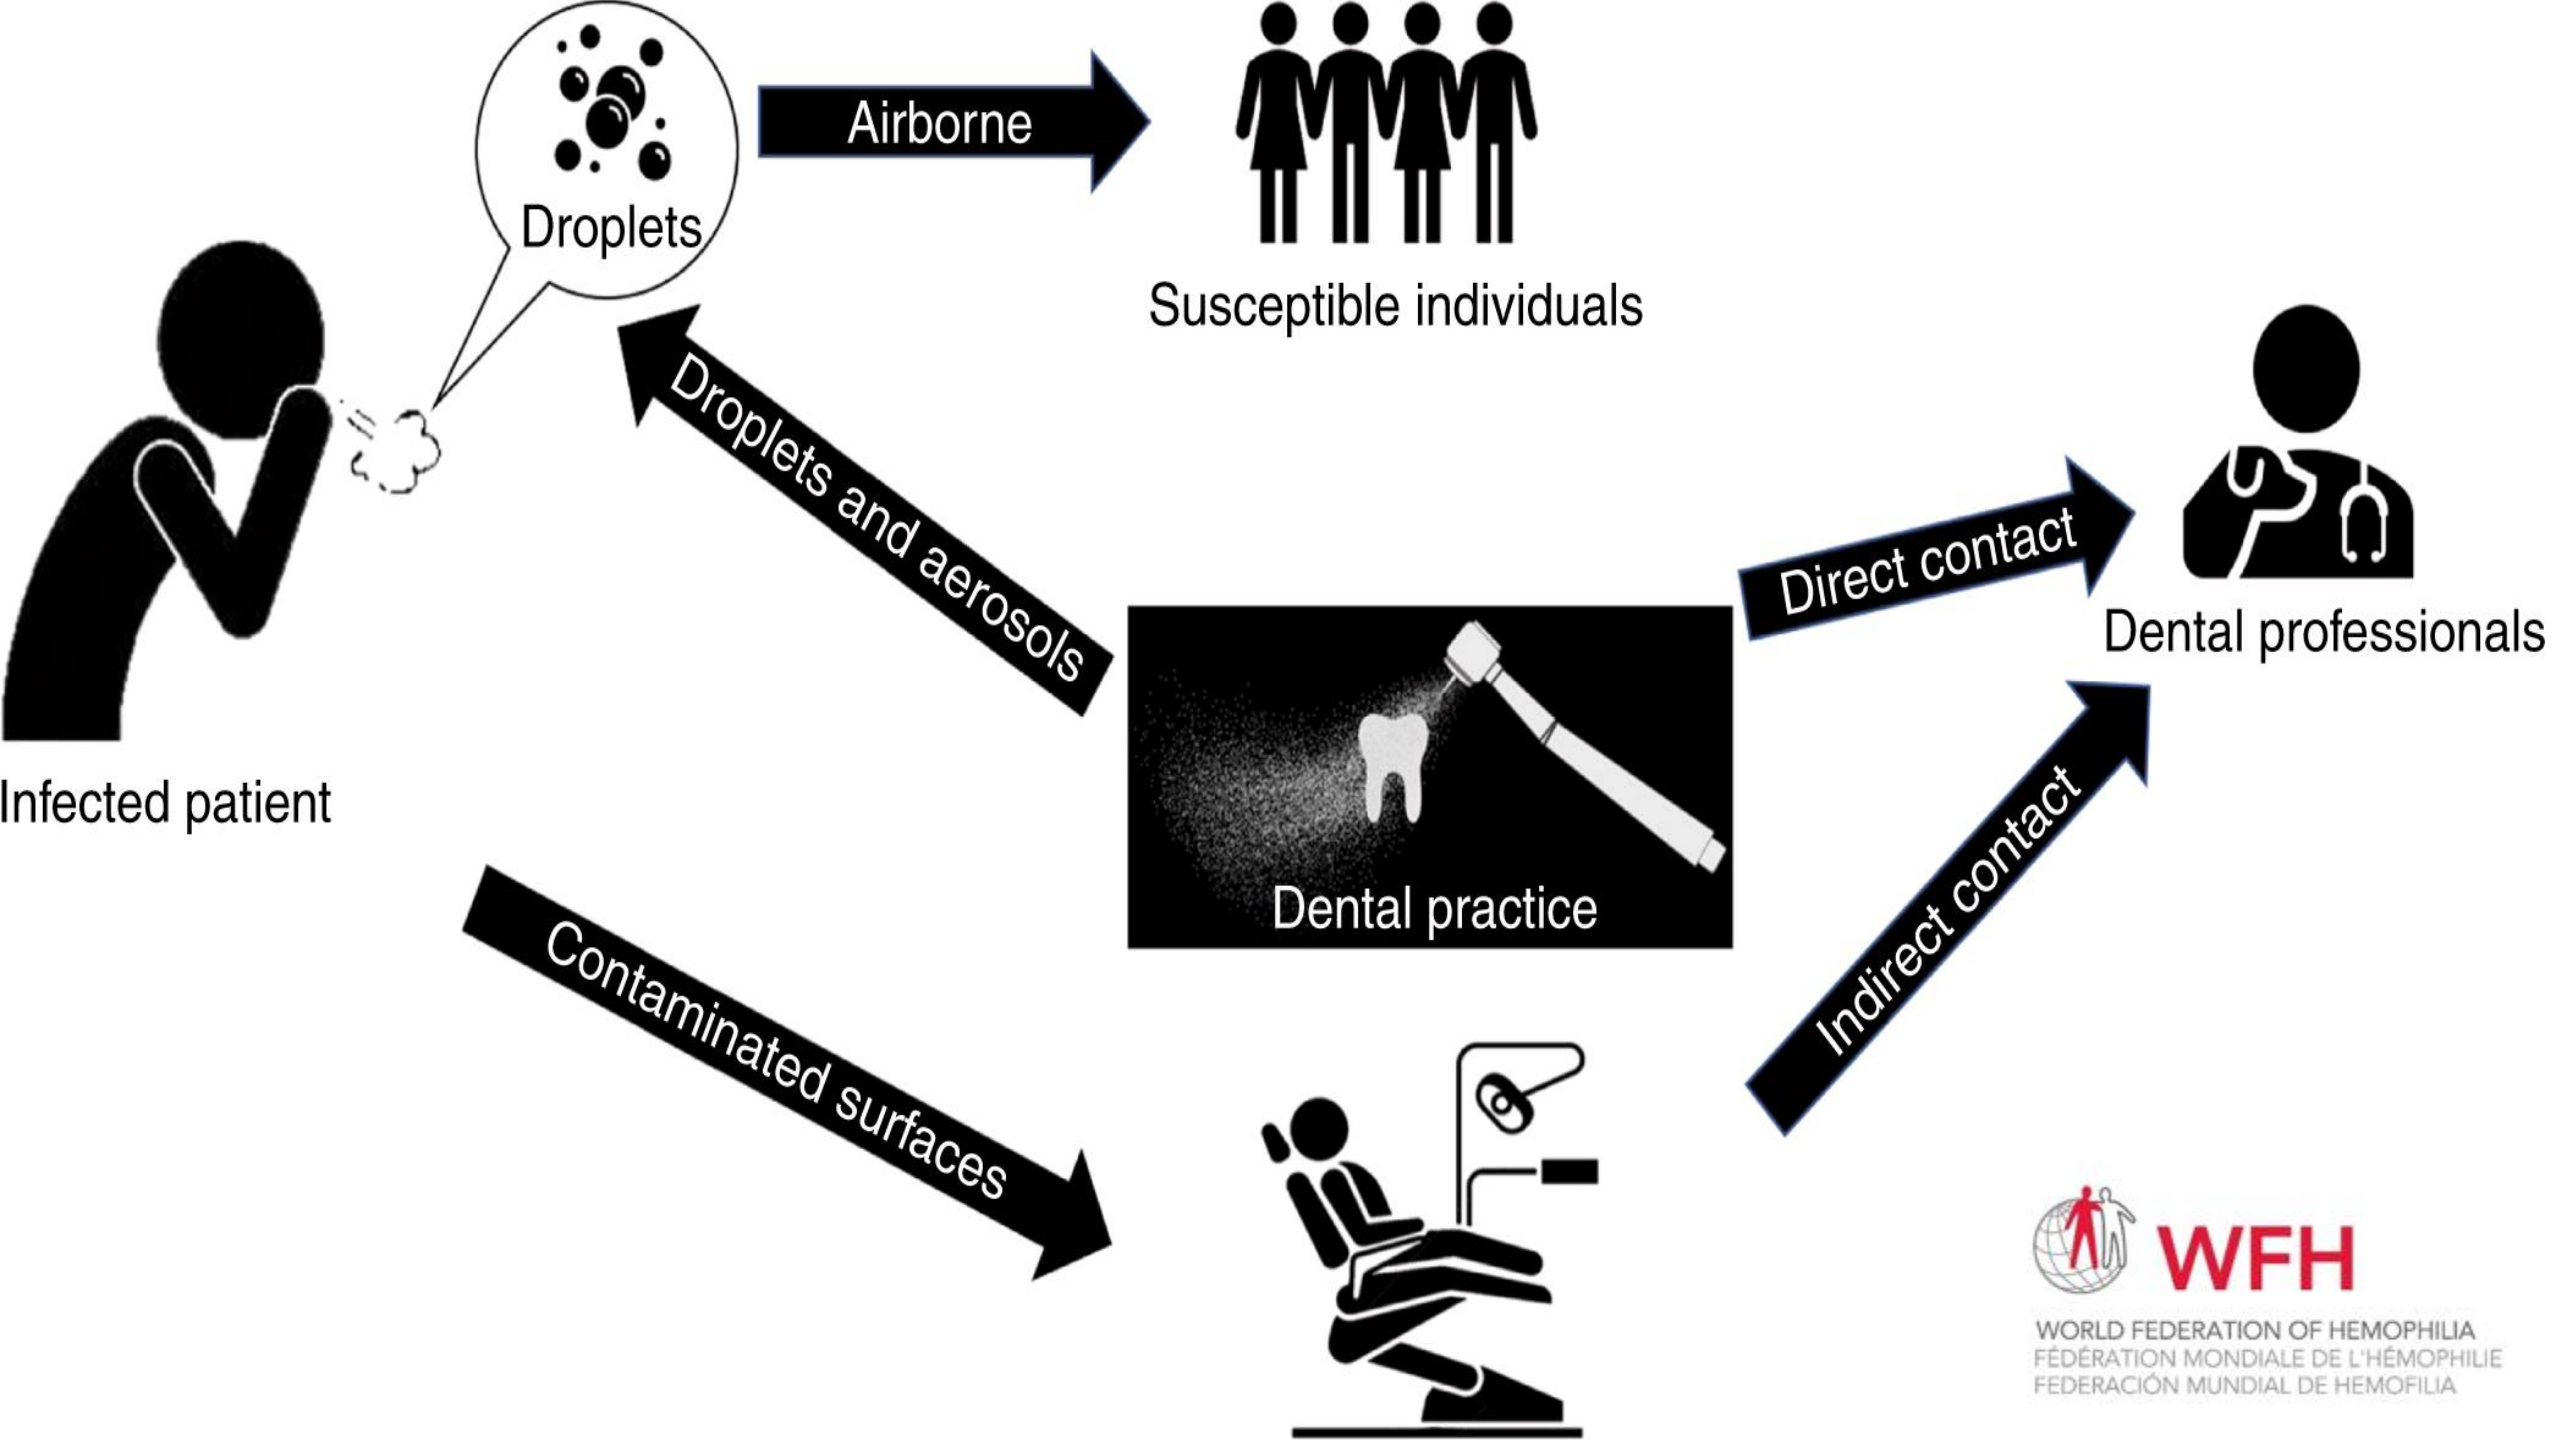 Droplets
Airborne
Susceptible individuals
Droplets and aerosols
Infected patient
Direct contact
Dental professionals
Dental practice
Contaminated surfaces
Indirect contact
WFH
WORLD FEDERATION OF HEMOPHILIA
FÉDÉRATION MONDIALE DE L'HÉMOPHILIE
FEDERACIÓN MUNDIAL DE HEMOFILIA